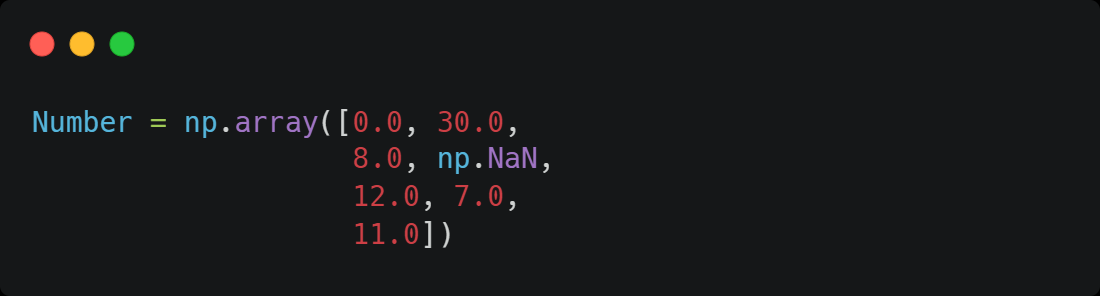 Number = np.array([0.0, 30.0,
                   8.0, np.NaN,
                   12.0, 7.0,
                   11.0])